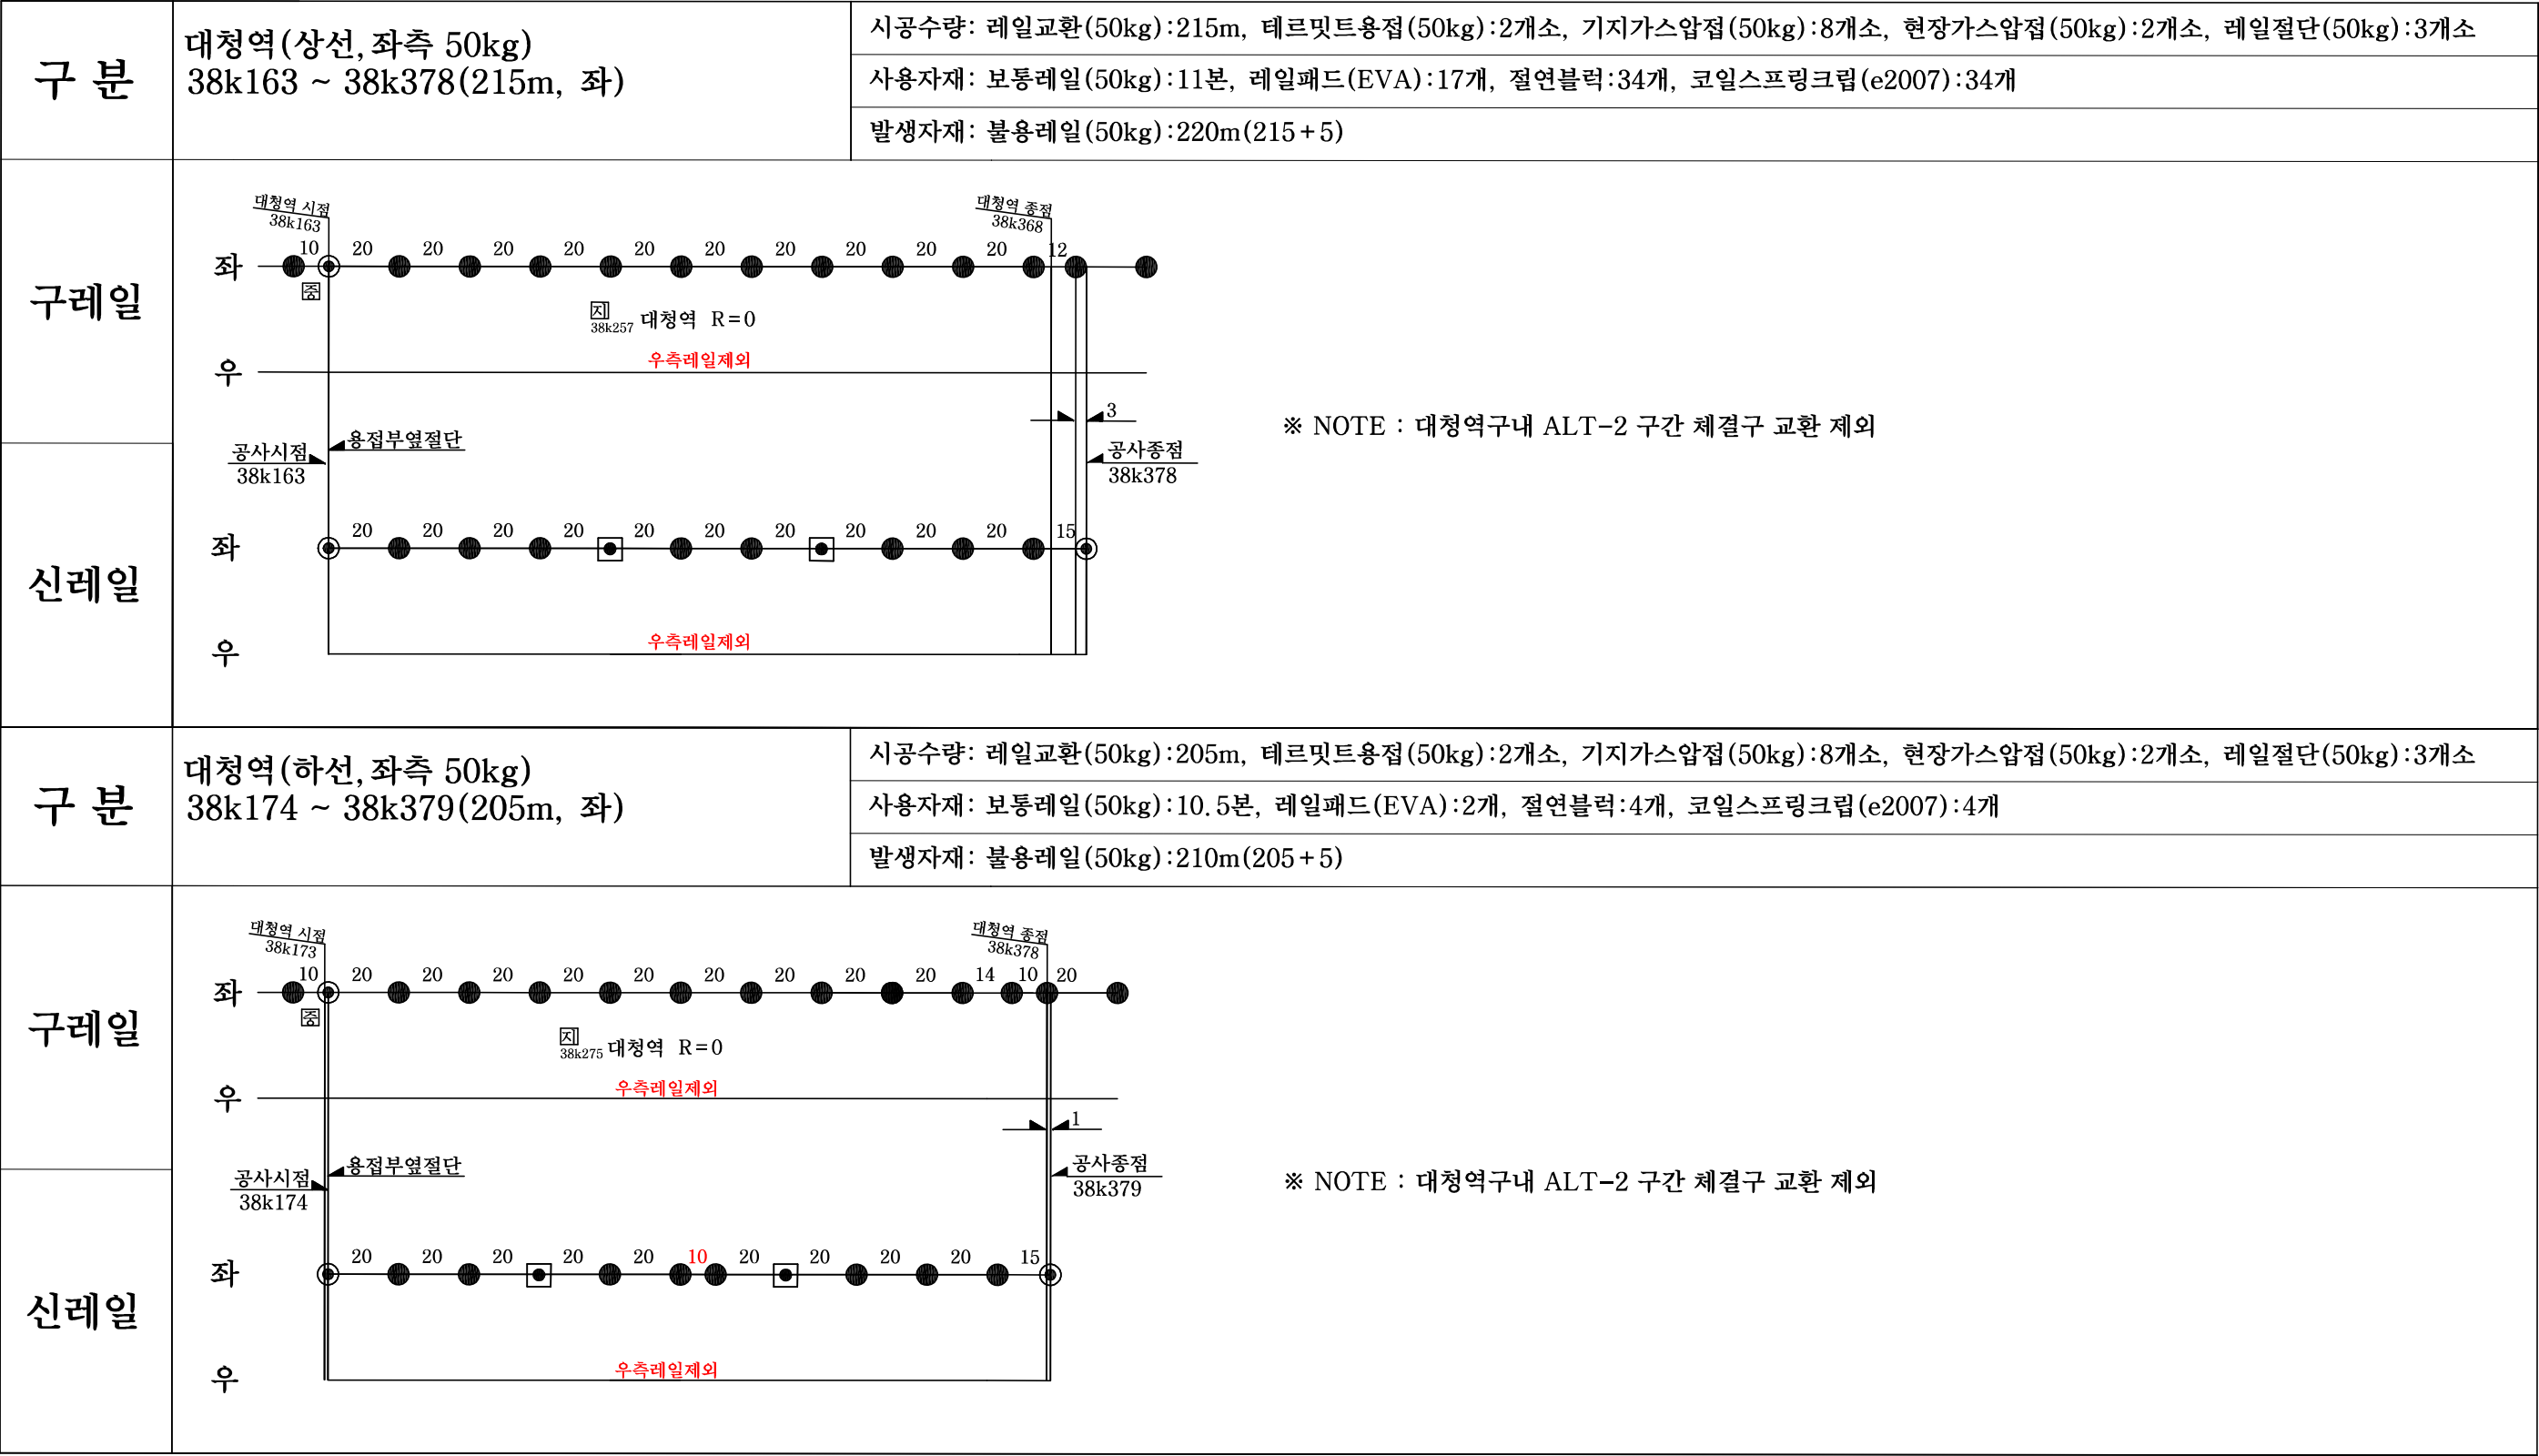 구 분
대청역(상선,좌측 50kg)
38k163 ~ 38k378(215m, 좌)
시공수량: 레일교환(50kg):215m, 테르밋트용접(50kg):2개소, 기지가스압접(50kg):8개소, 현장가스압접(50kg):2개소, 레일절단(50kg):3개소
사용자재: 보통레일(50kg):11본, 레일패드(EVA):17개, 절연블럭:34개, 코일스프링크립(e2007):34개
발생자재: 불용레일(50kg):220m(215+5)
구레일
대청역 시점
38k163
대청역 종점
38k368
좌
10 20 20 20 20 20 20 20 20 20 20 12
중
지
38k257 대청역 R=0
우측레일제외
우
3
※ NOTE : 대청역구내 ALT-2 구간 체결구 교환 제외
용접부옆절단
공사시점
38k163
공사종점
38k378
신레일
좌
20 20 20 20 20 20 20 20 20 20 15
우측레일제외
우
구 분
대청역(하선,좌측 50kg)
38k174 ~ 38k379(205m, 좌)
시공수량: 레일교환(50kg):205m, 테르밋트용접(50kg):2개소, 기지가스압접(50kg):8개소, 현장가스압접(50kg):2개소, 레일절단(50kg):3개소
사용자재: 보통레일(50kg):10.5본, 레일패드(EVA):2개, 절연블럭:4개, 코일스프링크립(e2007):4개
발생자재: 불용레일(50kg):210m(205+5)
구레일
대청역 시점
38k173
대청역 종점
38k378
좌
10 20 20 20 20 20 20 20 20 20 14 10 20
중
지
38k275 대청역 R=0
우측레일제외
우
1
용접부옆절단
공사시점
38k174
공사종점
38k379
※ NOTE : 대청역구내 ALT-2 구간 체결구 교환 제외
신레일
좌
20 20 20 20 20 10 20 20 20 20 15
우측레일제외
우